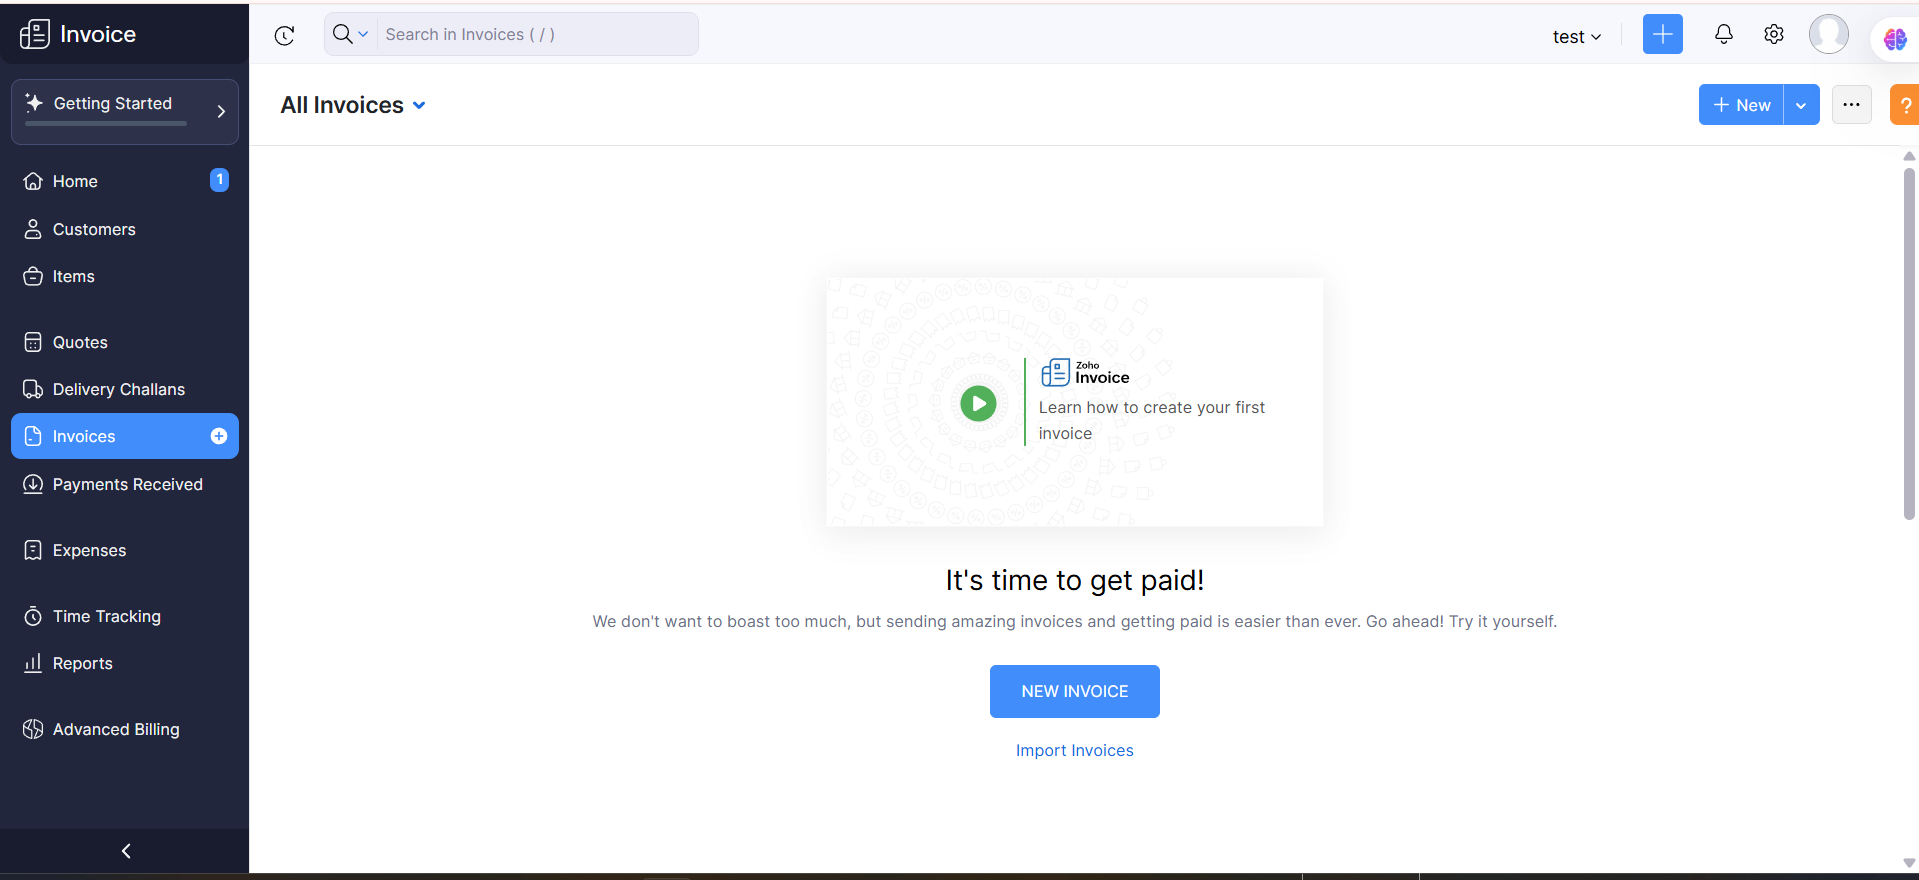 Invoice
Search in Invoices ( / )
test
Getting Started
Home
1
Customers
Items
Quotes
Delivery Challans
Invoices
Payments Received
Expenses
Time Tracking
Reports
Advanced Billing
All Invoices
New
?
Zoho
Invoice
Learn how to create your first
invoice
It's time to get paid!
We don't want to boast too much, but sending amazing invoices and getting paid is easier than ever. Go ahead! Try it yourself.
NEW INVOICE
Import Invoices